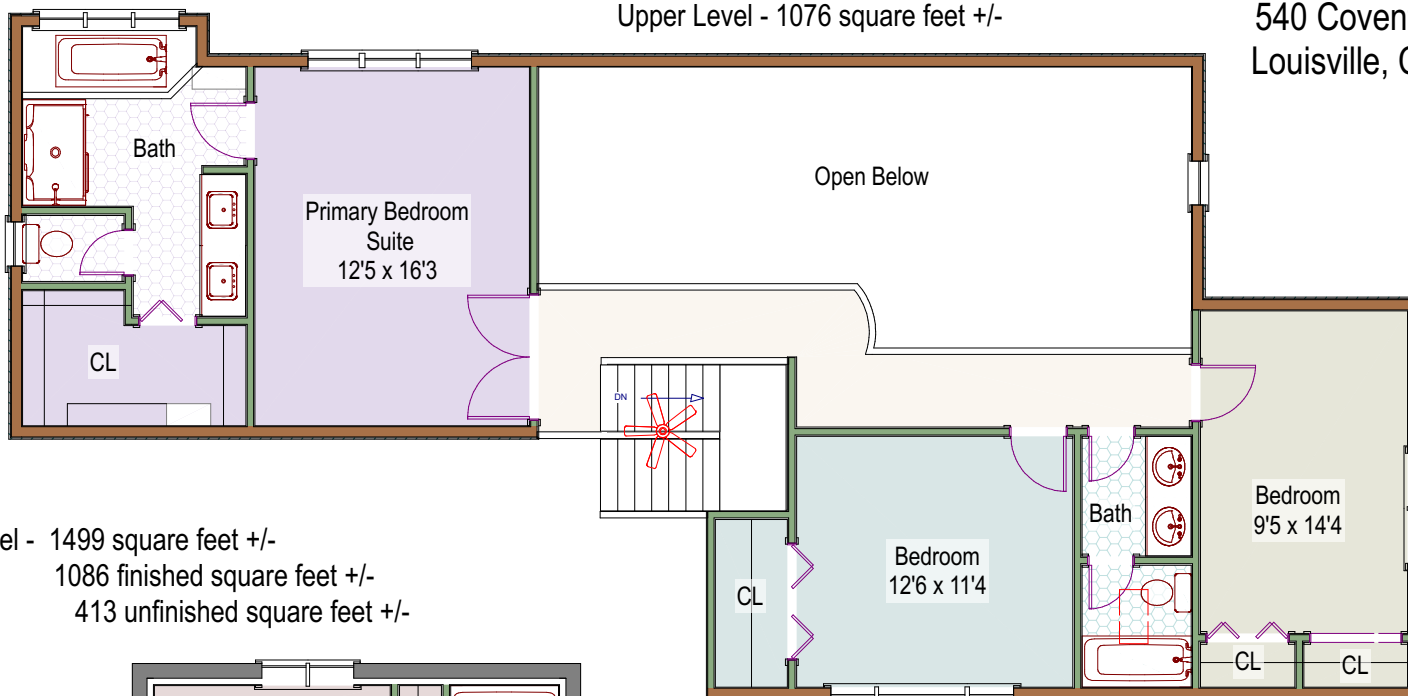 Upper Level - 1076 square feet +/-
540 Coven
Louisville, C
Bath
Primary Bedroom
Suite
12'5 x 16'3
Open Below
CL
DN
Bedroom
9'5 x 14'4
Bath
Bedroom
12'6 x 11'4
CL
CL
CL
el - 1499 square feet +/-
1086 finished square feet +/-
413 unfinished square feet +/-